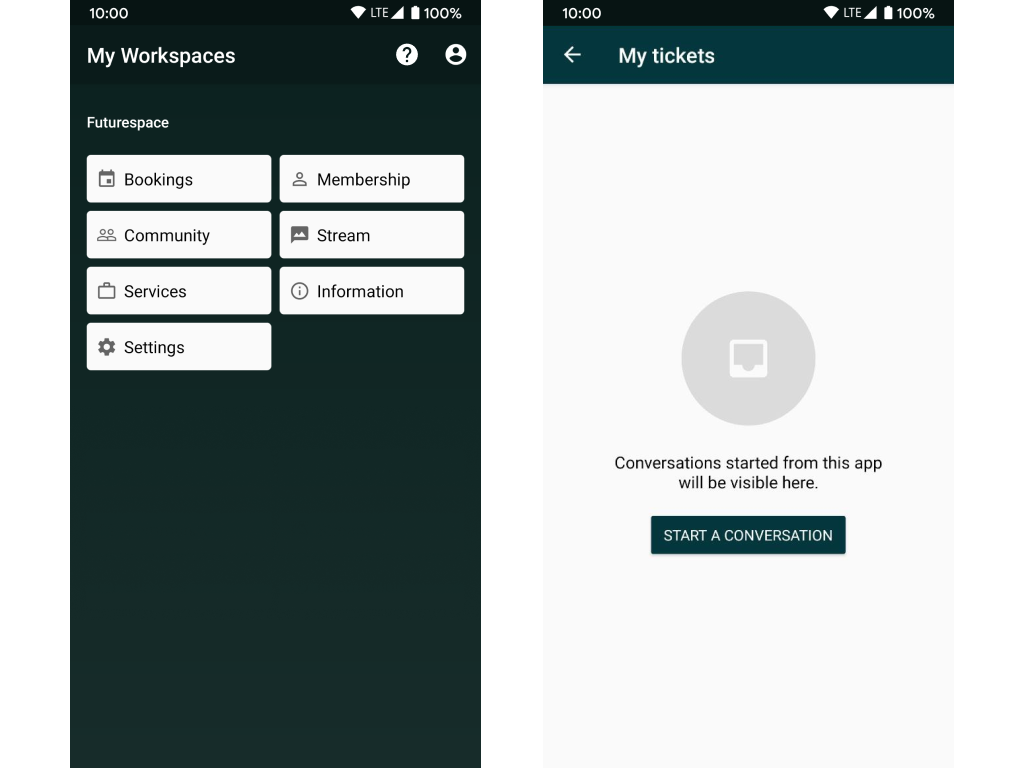 10:00 LTE 100%
My Workspaces
Futurespace
Bookings Membership
Community Stream
Services Information
Settings
10:00 LTE 100%
My tickets
Conversations started from this app
will be visible here.
START A CONVERSATION